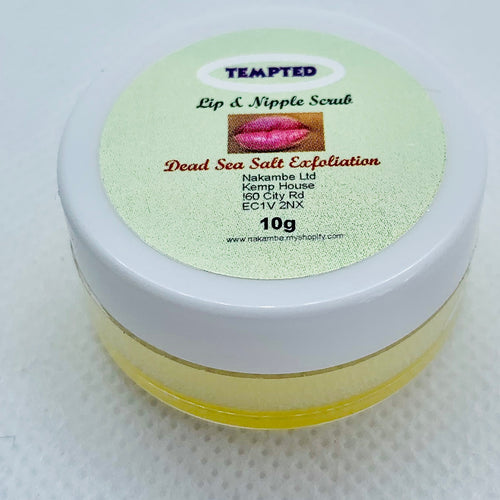 TEMPTED
Lip & Nipple Scrub
Dead Sea Salt Exfoliation
Nakambe Ltd
Kemp House
!60 City Rd
EC1V 2NX
10g
www.nakambe.myshopify.com